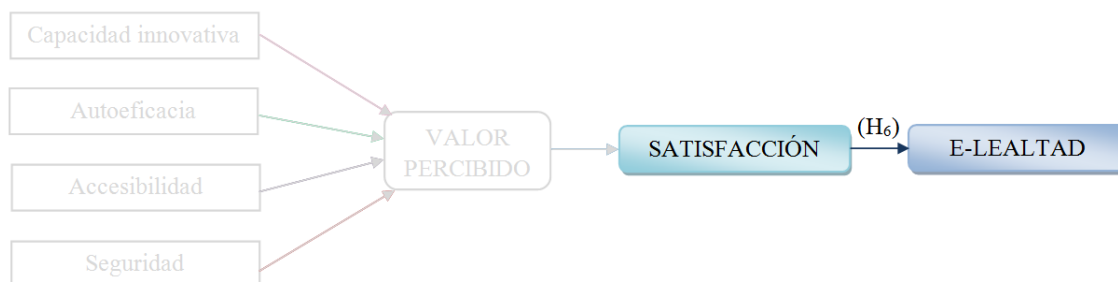 Capacidad innovativa
Autoeficacia
Accesibilidad
Seguridad
VALOR
PERCIBIDO
SATISFACCIÓN
(H₆)
E-LEALTAD